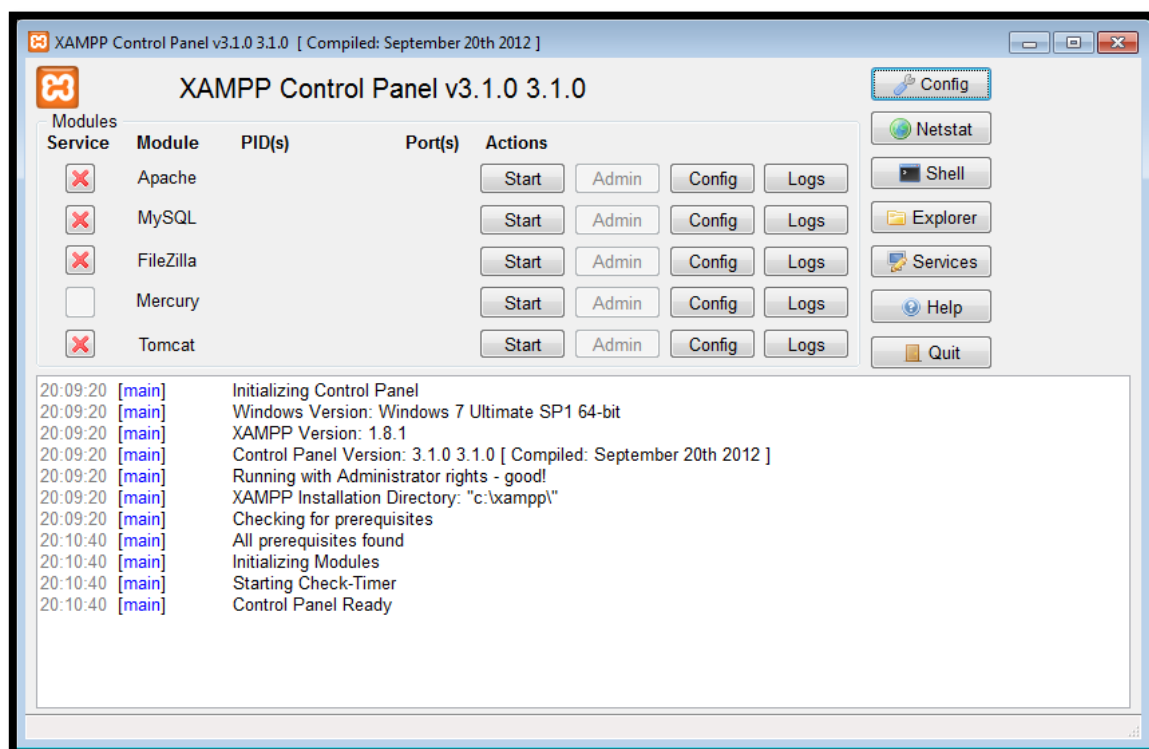 XAMPP Control Panel v3.1.0 3.1.0 [ Compiled: September 20th 2012 ]
XAMPP Control Panel v3.1.0 3.1.0
Config
Modules
Netstat
Service Module PID(s) Port(s) Actions
Apache Start Admin Config Logs
Shell
MySQL Start Admin Config Logs
Explorer
FileZilla Start Admin Config Logs
Services
Mercury Start Admin Config Logs
Help
Tomcat Start Admin Config Logs
Quit
20:09:20 [main] Initializing Control Panel
20:09:20 [main] Windows Version: Windows 7 Ultimate SP1 64-bit
20:09:20 [main] XAMPP Version: 1.8.1
20:09:20 [main] Control Panel Version: 3.1.0 3.1.0 [ Compiled: September 20th 2012 ]
20:09:20 [main] Running with Administrator rights - good!
20:09:20 [main] XAMPP Installation Directory: "c:\xampp\"
20:09:20 [main] Checking for prerequisites
20:10:40 [main] All prerequisites found
20:10:40 [main] Initializing Modules
20:10:40 [main] Starting Check-Timer
20:10:40 [main] Control Panel Ready